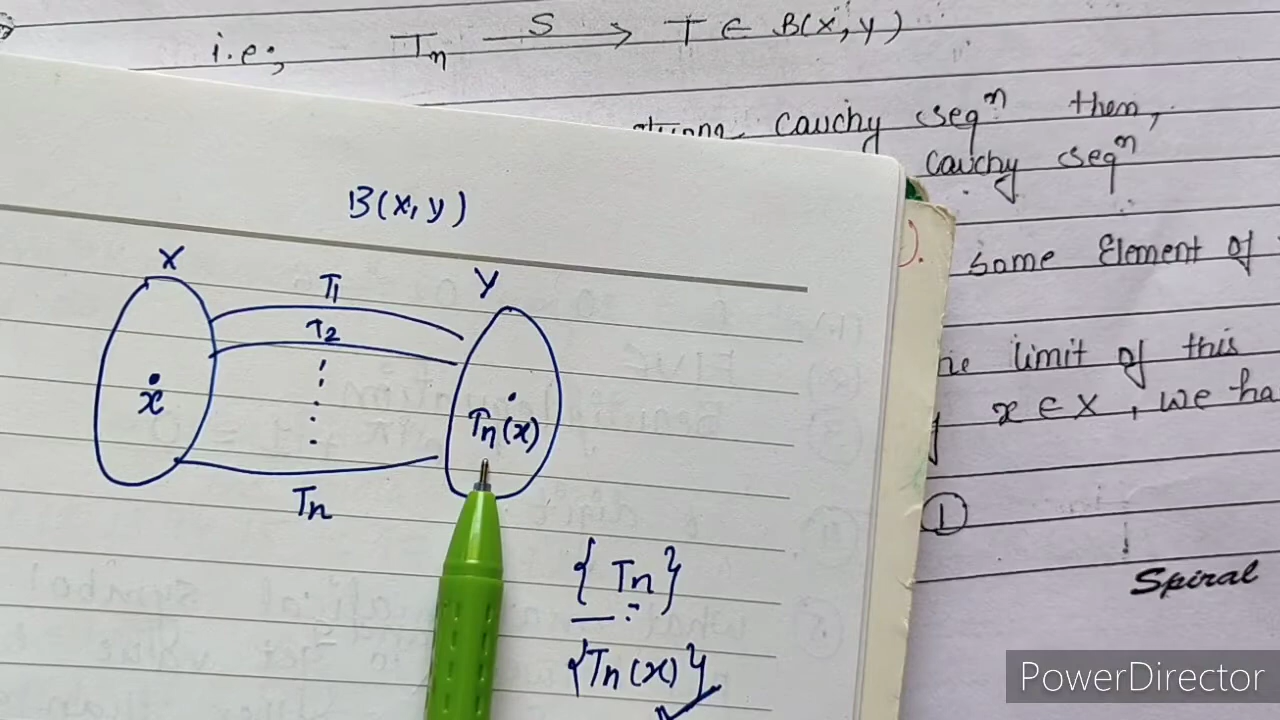 i.e; Tₙ —S→ T ∈ B(X, Y)
Cauchy seqⁿ then,
Cauchy seqⁿ
some Element of
limit of this
x ∈ X, we ha
①
Spiral
B(X, Y)
X
Y
T₁
T₂
x
Tₙ(x)
Tₙ
{Tₙ}
{Tₙ(x)}
PowerDirector